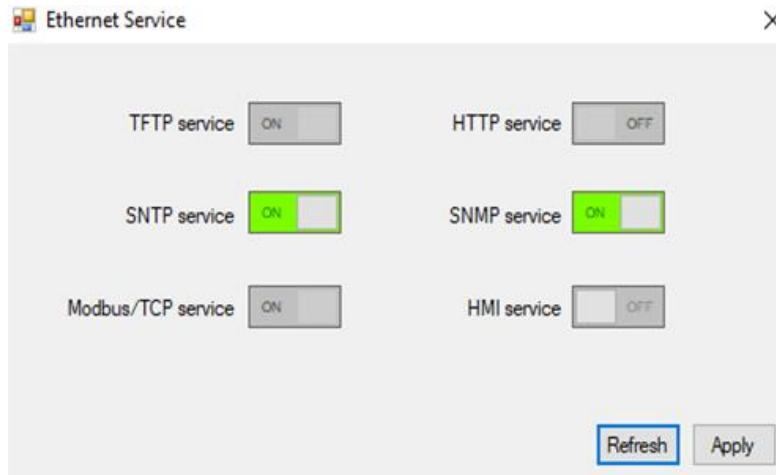 Ethernet Service
TFTP service ON HTTP service OFF
SNTP service ON SNMP service ON
Modbus/TCP service ON HMI service OFF
Refresh Apply